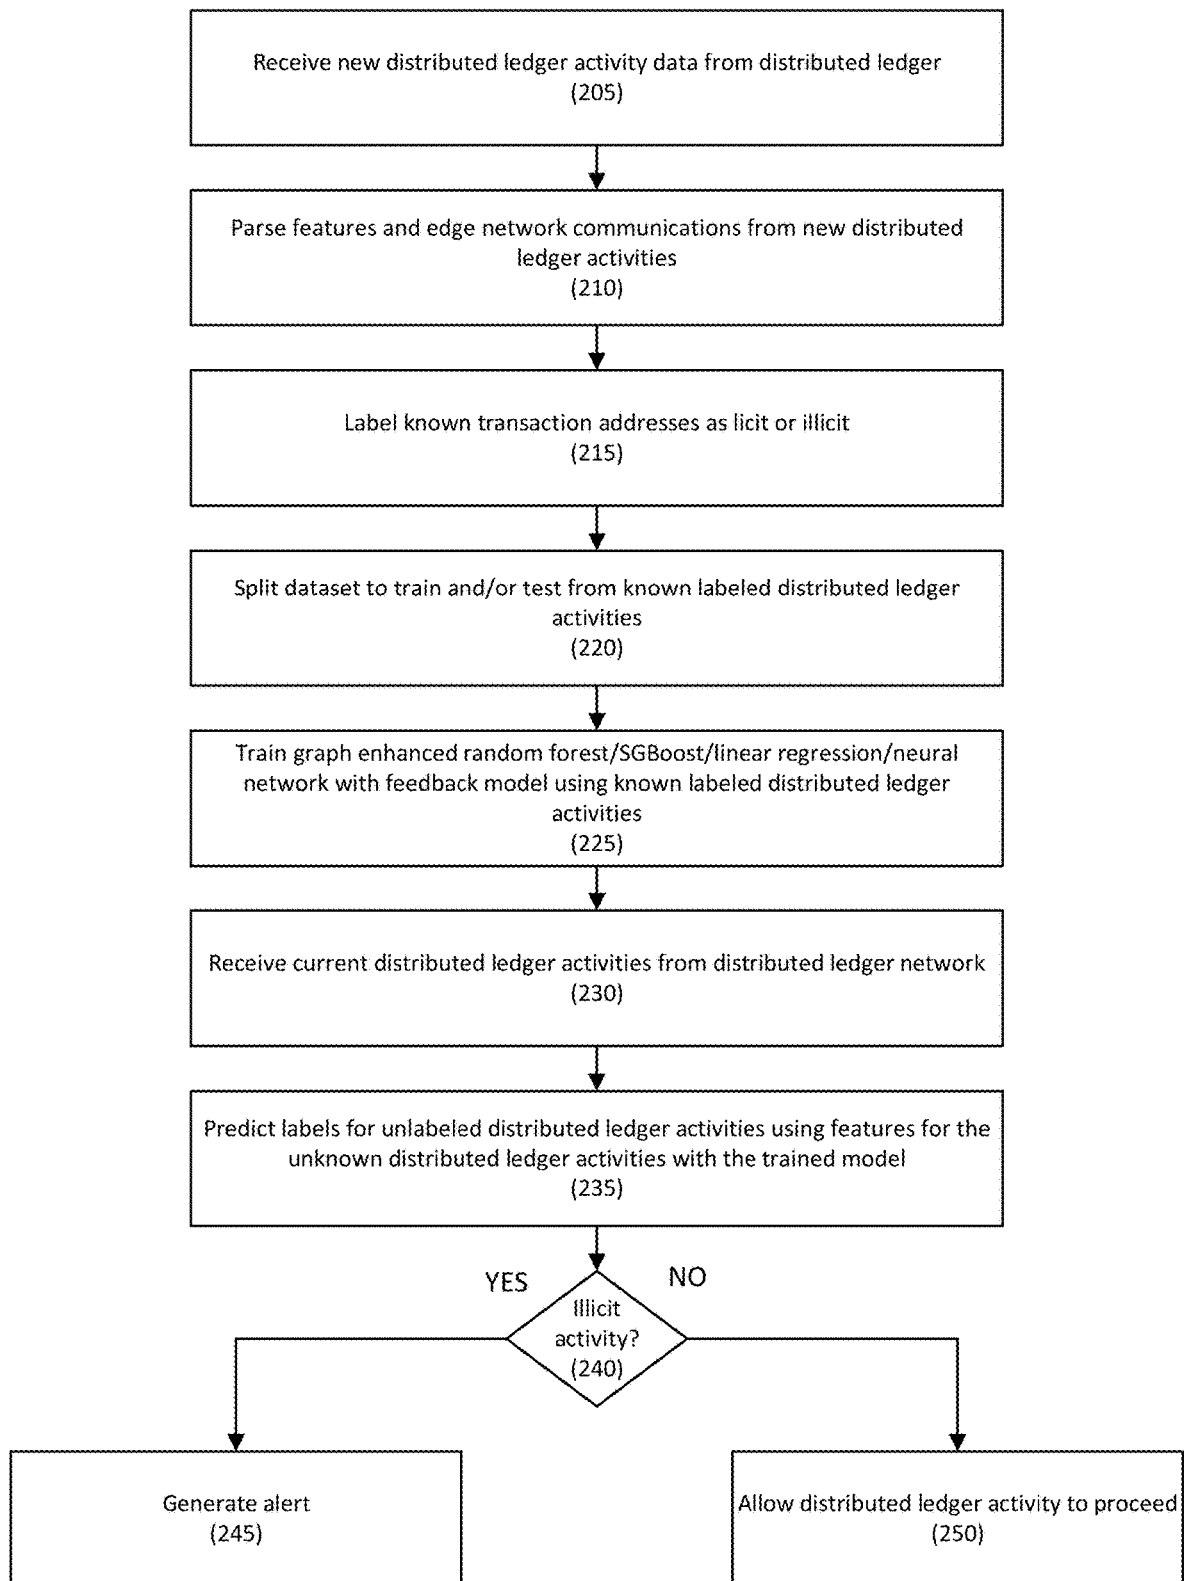 Receive new distributed ledger activity data from distributed ledger
(205)
Parse features and edge network communications from new distributed
ledger activities
(210)
Label known transaction addresses as licit or illicit
(215)
Split dataset to train and/or test from known labeled distributed ledger
activities
(220)
Train graph enhanced random forest/SGBoost/linear regression/neural
network with feedback model using known labeled distributed ledger
activities
(225)
Receive current distributed ledger activities from distributed ledger network
(230)
Predict labels for unlabeled distributed ledger activities using features for the
unknown distributed ledger activities with the trained model
(235)
YES
NO
Illicit
activity?
(240)
Generate alert
(245)
Allow distributed ledger activity to proceed
(250)